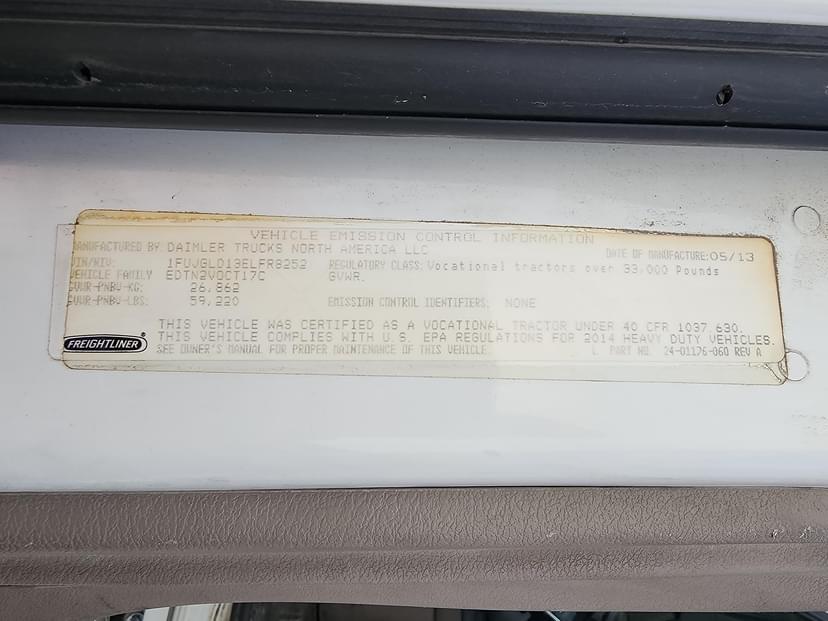 VEHICLE EMISSION CONTROL INFORMATION
MANUFACTURED BY: DAIMLER TRUCKS NORTH AMERICA LLC DATE OF MANUFACTURE: 05/13
VIN/NIV: 1FUJGLD13ELFR8252 REGULATORY CLASS: Vocational tractors over 33,000 Pounds
VEHICLE FAMILY EDTN2VOCT17C GVWR.
GVWR-PNBV-KG: 26,862
GVWR-PNBV-LBS: 59,220 EMISSION CONTROL IDENTIFIERS: NONE
THIS VEHICLE WAS CERTIFIED AS A VOCATIONAL TRACTOR UNDER 40 CFR 1037.630.
THIS VEHICLE COMPLIES WITH U.S. EPA REGULATIONS FOR 2014 HEAVY DUTY VEHICLES.
FREIGHTLINER® SEE OWNER'S MANUAL FOR PROPER MAINTENANCE OF THIS VEHICLE. L PART NO. 24-01176-060 REV A